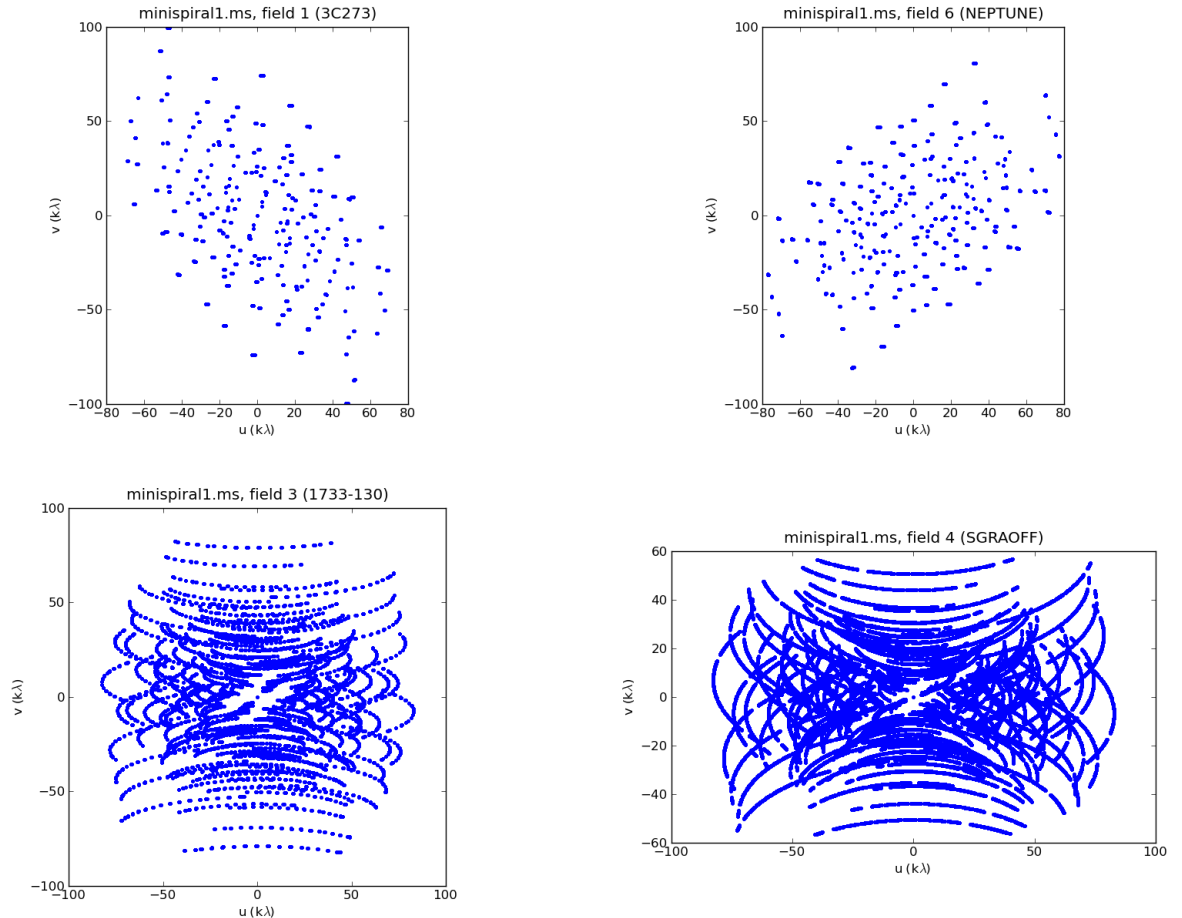 minispiral1.ms, field 1 (3C273)
100
50
0
−50
−100
v (kλ)
−80 −60 −40 −20 0 20 40 60 80
u (kλ)
minispiral1.ms, field 6 (NEPTUNE)
100
50
0
−50
−100
v (kλ)
−80 −60 −40 −20 0 20 40 60 80
u (kλ)
minispiral1.ms, field 3 (1733-130)
100
50
0
−50
−100
v (kλ)
−100 −50 0 50 100
u (kλ)
minispiral1.ms, field 4 (SGRAOFF)
60
40
20
0
−20
−40
−60
v (kλ)
−100 −50 0 50 100
u (kλ)